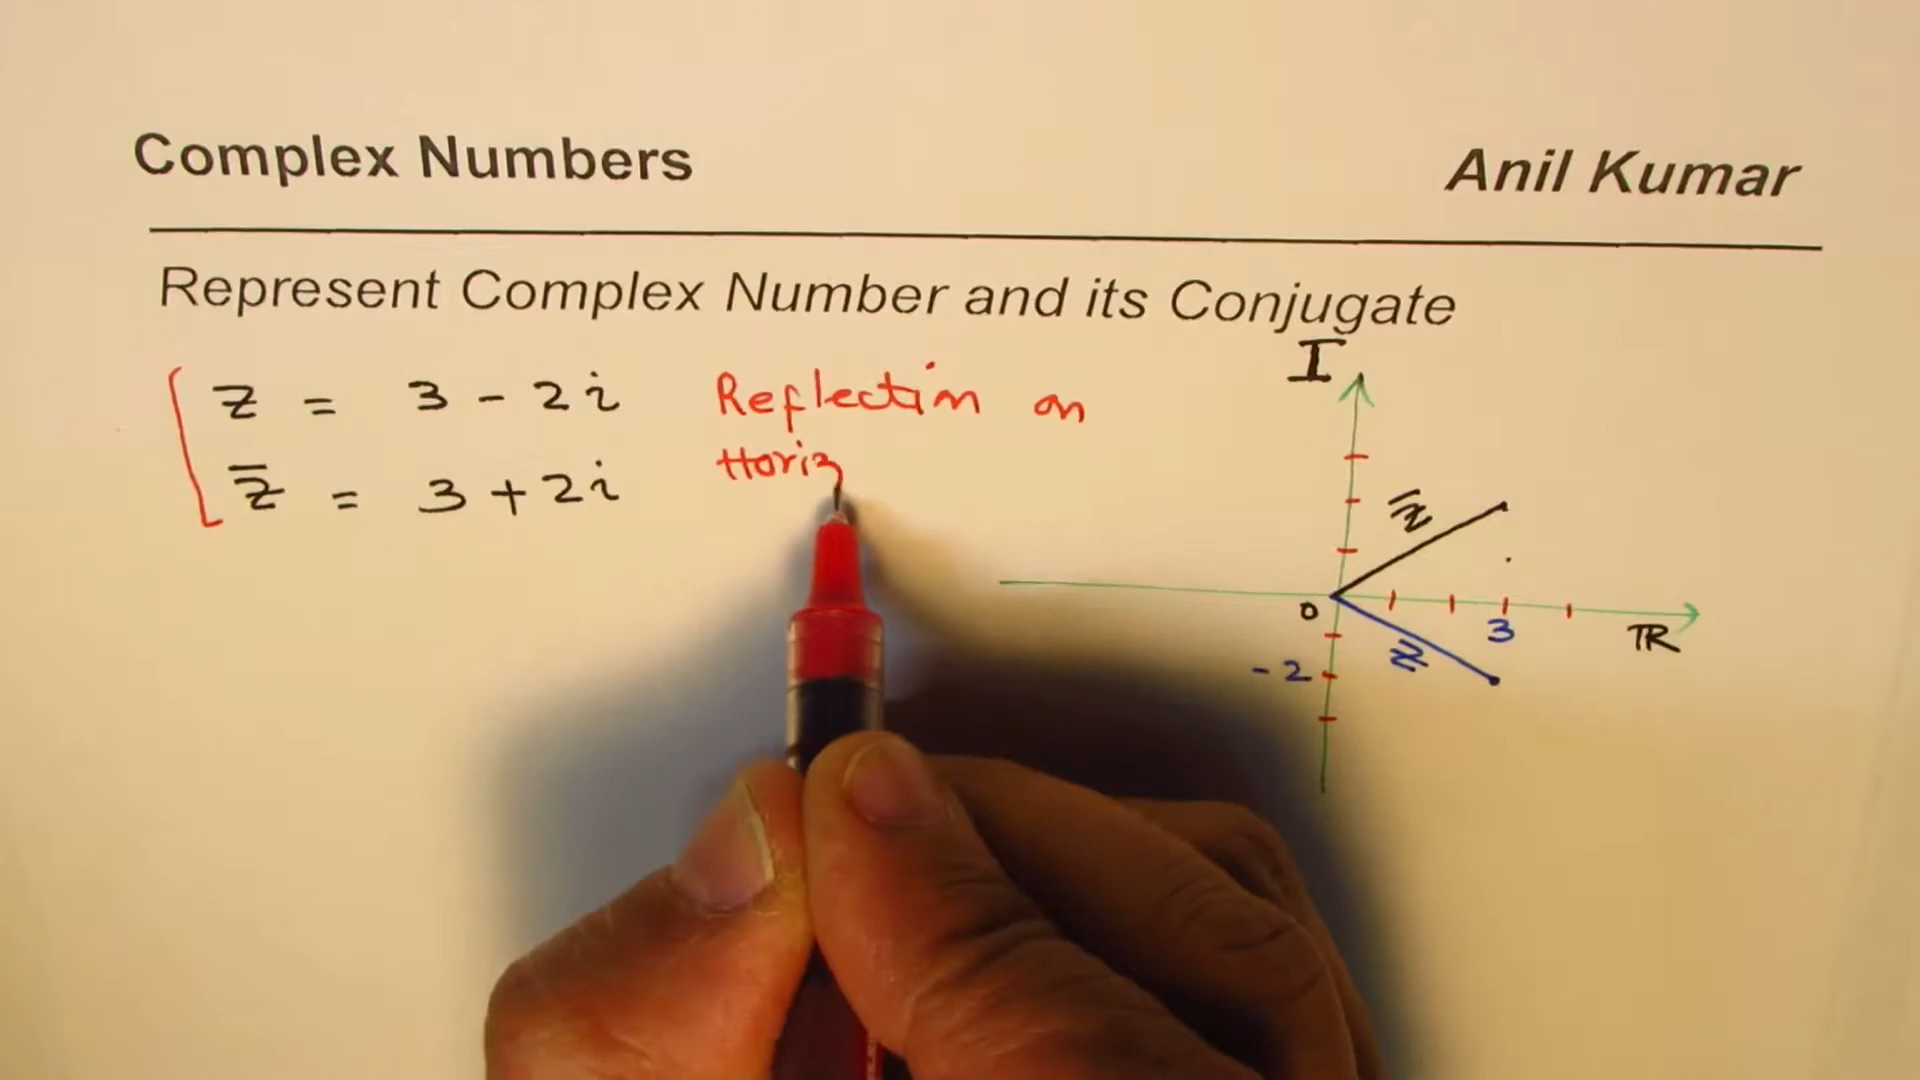 Complex Numbers
Anil Kumar
Represent Complex Number and its Conjugate
z = 3 - 2i
z̅ = 3 + 2i
Reflection on
Horiz
I
z̅
0
3
IR
z
-2